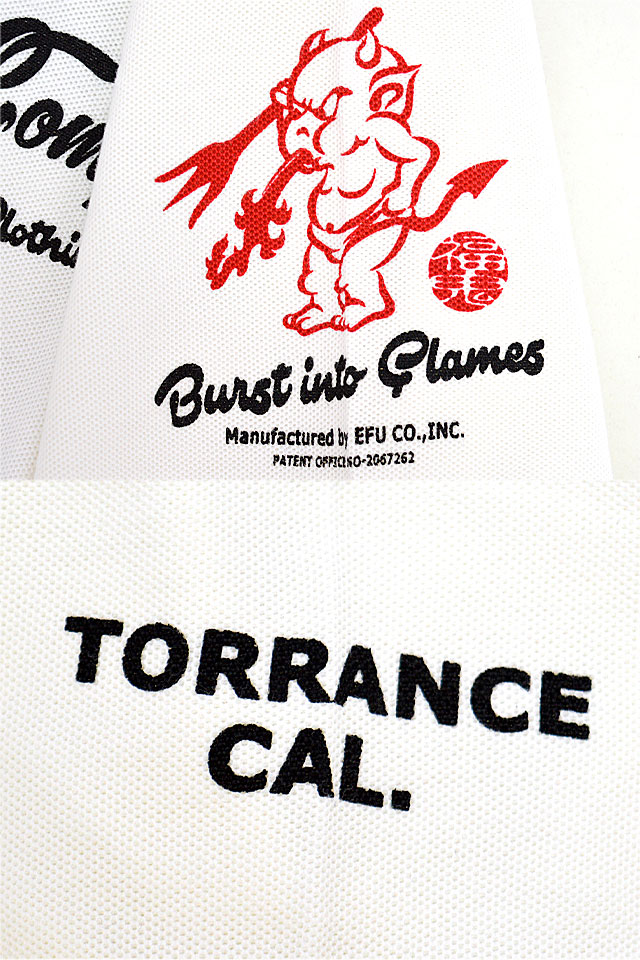 Burst into Flames
Manufactured by EFU CO.,INC.
PATENT OFFICE NO-2067262
TORRANCE
CAL.